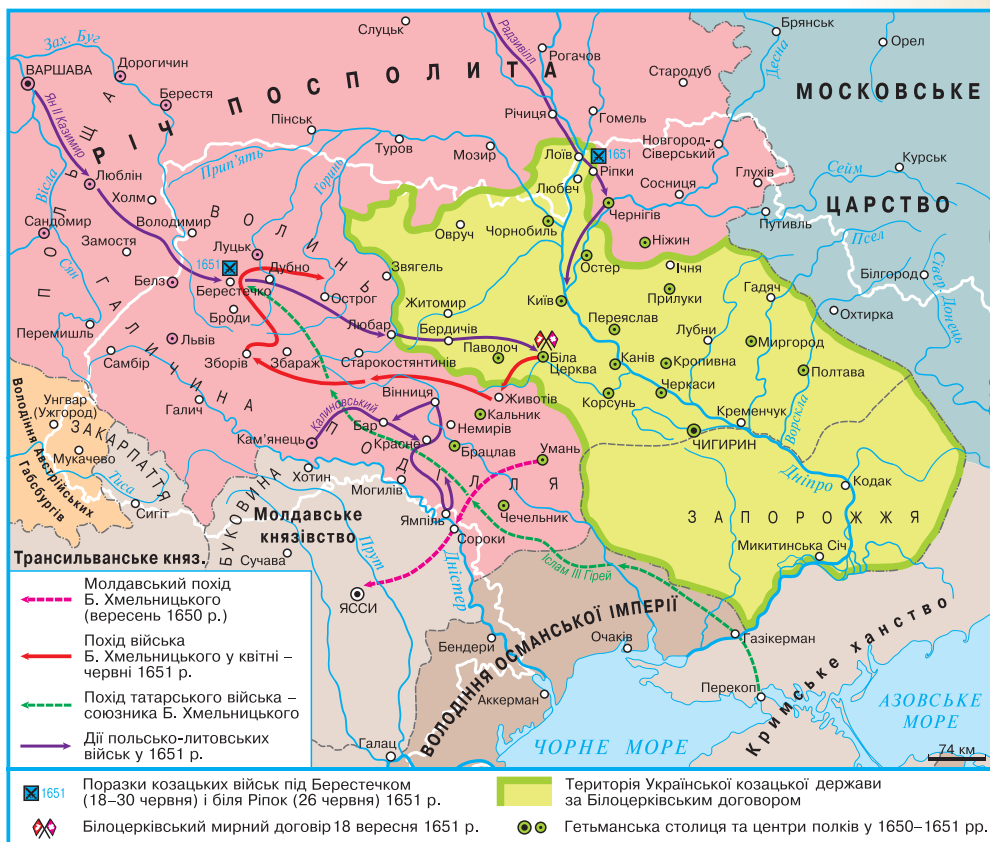 Слуцьк
Радзивілл
Рогачов
Брянськ
Орел
Десна
Зах. Буг
ВАРШАВА
Дорогичин
Берестя
Стародуб
РІЧ ПОСПОЛИТА
МОСКОВСЬКЕ
ЦАРСТВО
Ян II Казимир
ПОЛЬЩА
Пінськ
Річиця
Гомель
Новгород-
Сіверський
Туров
Мозир
Лоїв
1651
Ріпки
Прип'ять
Горинь
Любеч
Сосниця
Глухів
Сейм
Курськ
Вісла
Люблін
Холм
Володимир
ВОЛИНЬ
Чернігів
Путивль
Сандомир
Замостя
Луцьк
Овруч
Чорнобиль
Ніжин
Псел
Сян
1651
Дубно
Звягель
Остер
Ічня
Білгород
Сівер. Донець
Белз
Берестечко
Острог
Житомир
Київ
Прилуки
Гадяч
Охтирка
Броди
Любар
Бердичів
Переяслав
Лубни
Перемишль
Львів
Паволоч
Миргород
Самбір
Зборів
Збараж
Старокостянтинів
Біла
Церква
Канів
Кропивна
Полтава
ГАЛИЧИНА
Черкаси
Володіння Австрійських
Габсбургів
Унгвар
(Ужгород)
Галич
Вінниця
Животів
Корсунь
Кременчук
Ворскла
ЗАКАРПАТТЯ
Калиновський
Бар
Немирів
Кальник
ЧИГИРИН
Мукачево
Кам'янець
Красне
Брацлав
Умань
Дніпро
Кодак
Тиса
ПОДІЛЛЯ
Сигіт
Хотин
Могилів
Чечельник
ЗАПОРОЖЖЯ
БУКОВИНА
Молдавське
князівство
Ямпіль
Сороки
Микитинська Січ
Трансильванське княз.
Сучава
Прут
Дністер
Іслам III Гірей
ЯССИ
ВОЛОДІННЯ ОСМАНСЬКОЇ ІМПЕРІЇ
Бендери
Очаків
Газікерман
Аккерман
Перекоп
Кримське ханство
АЗОВСЬКЕ
МОРЕ
Галац
ЧОРНЕ МОРЕ
74 км
Молдавський похід
Б. Хмельницького
(вересень 1650 р.)
Похід війська
Б. Хмельницького у квітні –
червні 1651 р.
Похід татарського війська –
союзника Б. Хмельницького
Дії польсько-литовських
військ у 1651 р.
1651
Поразки козацьких військ під Берестечком
(18–30 червня) і біля Ріпок (26 червня) 1651 р.
Білоцерківський мирний договір 18 вересня 1651 р.
Територія Української козацької держави
за Білоцерківським договором
Гетьманська столиця та центри полків у 1650–1651 рр.